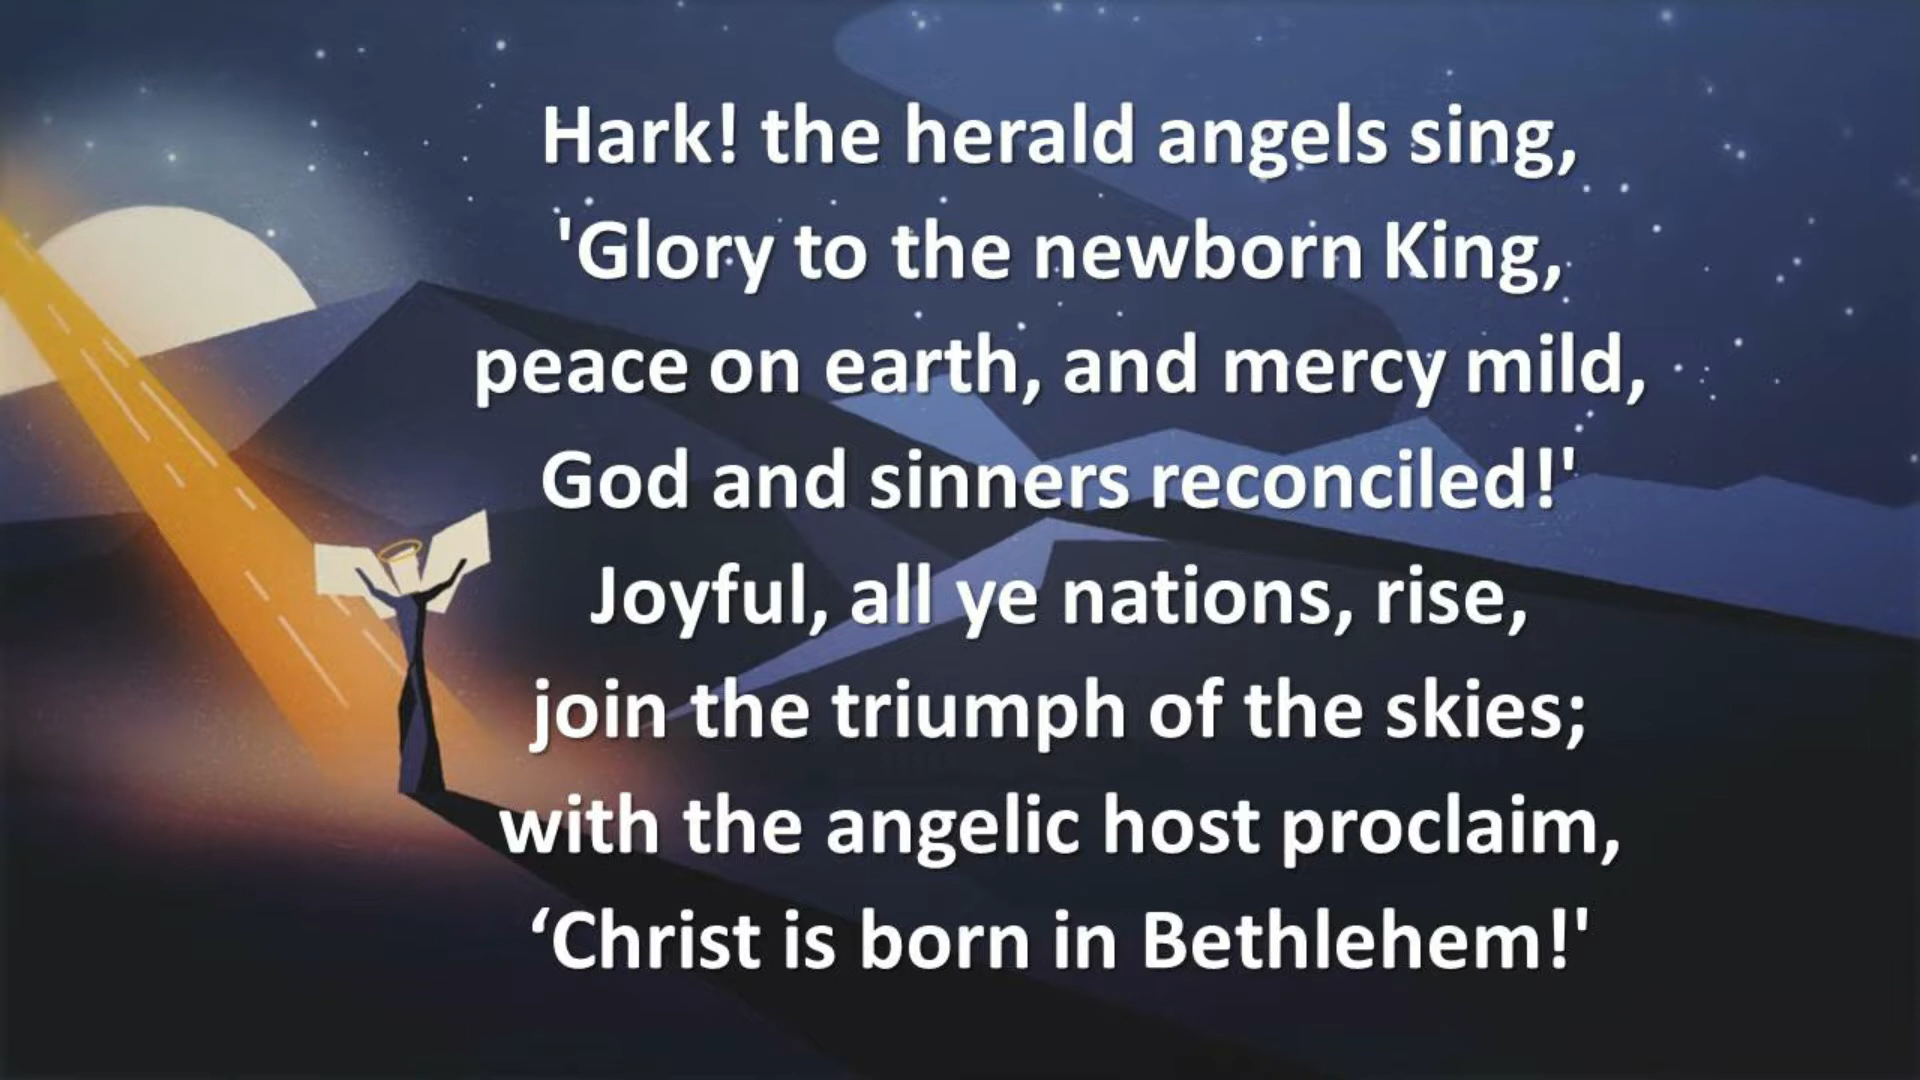 Hark! the herald angels sing,
'Glory to the newborn King,
peace on earth, and mercy mild,
God and sinners reconciled!'
Joyful, all ye nations, rise,
join the triumph of the skies;
with the angelic host proclaim,
‘Christ is born in Bethlehem!'